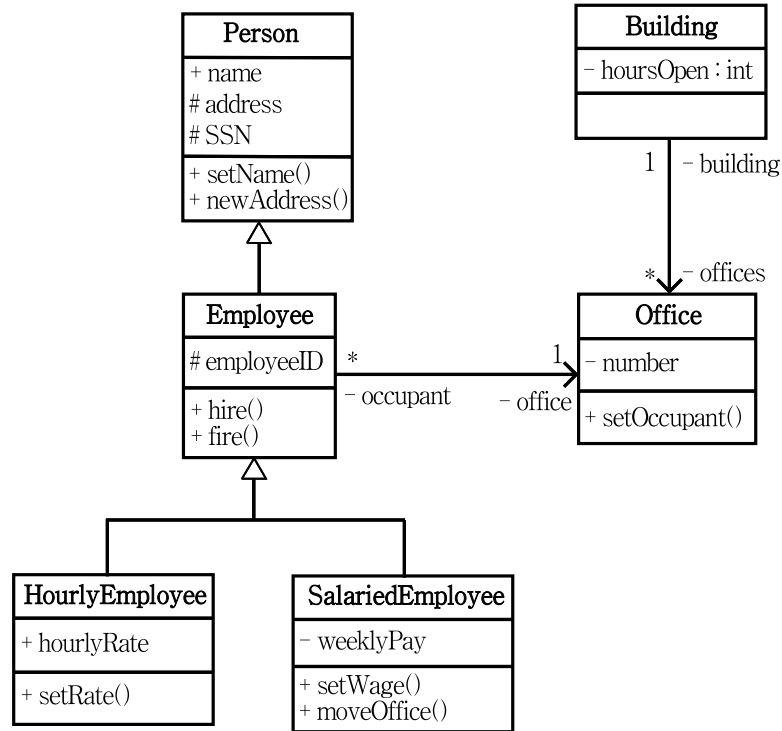 Person
+ name
# address
# SSN
+ setName()
+ newAddress()
Building
- hoursOpen : int
1
- building
* - offices
Employee
# employeeID
+ hire()
+ fire()
* 1
- occupant - office
Office
- number
+ setOccupant()
HourlyEmployee
+ hourlyRate
+ setRate()
SalariedEmployee
- weeklyPay
+ setWage()
+ moveOffice()